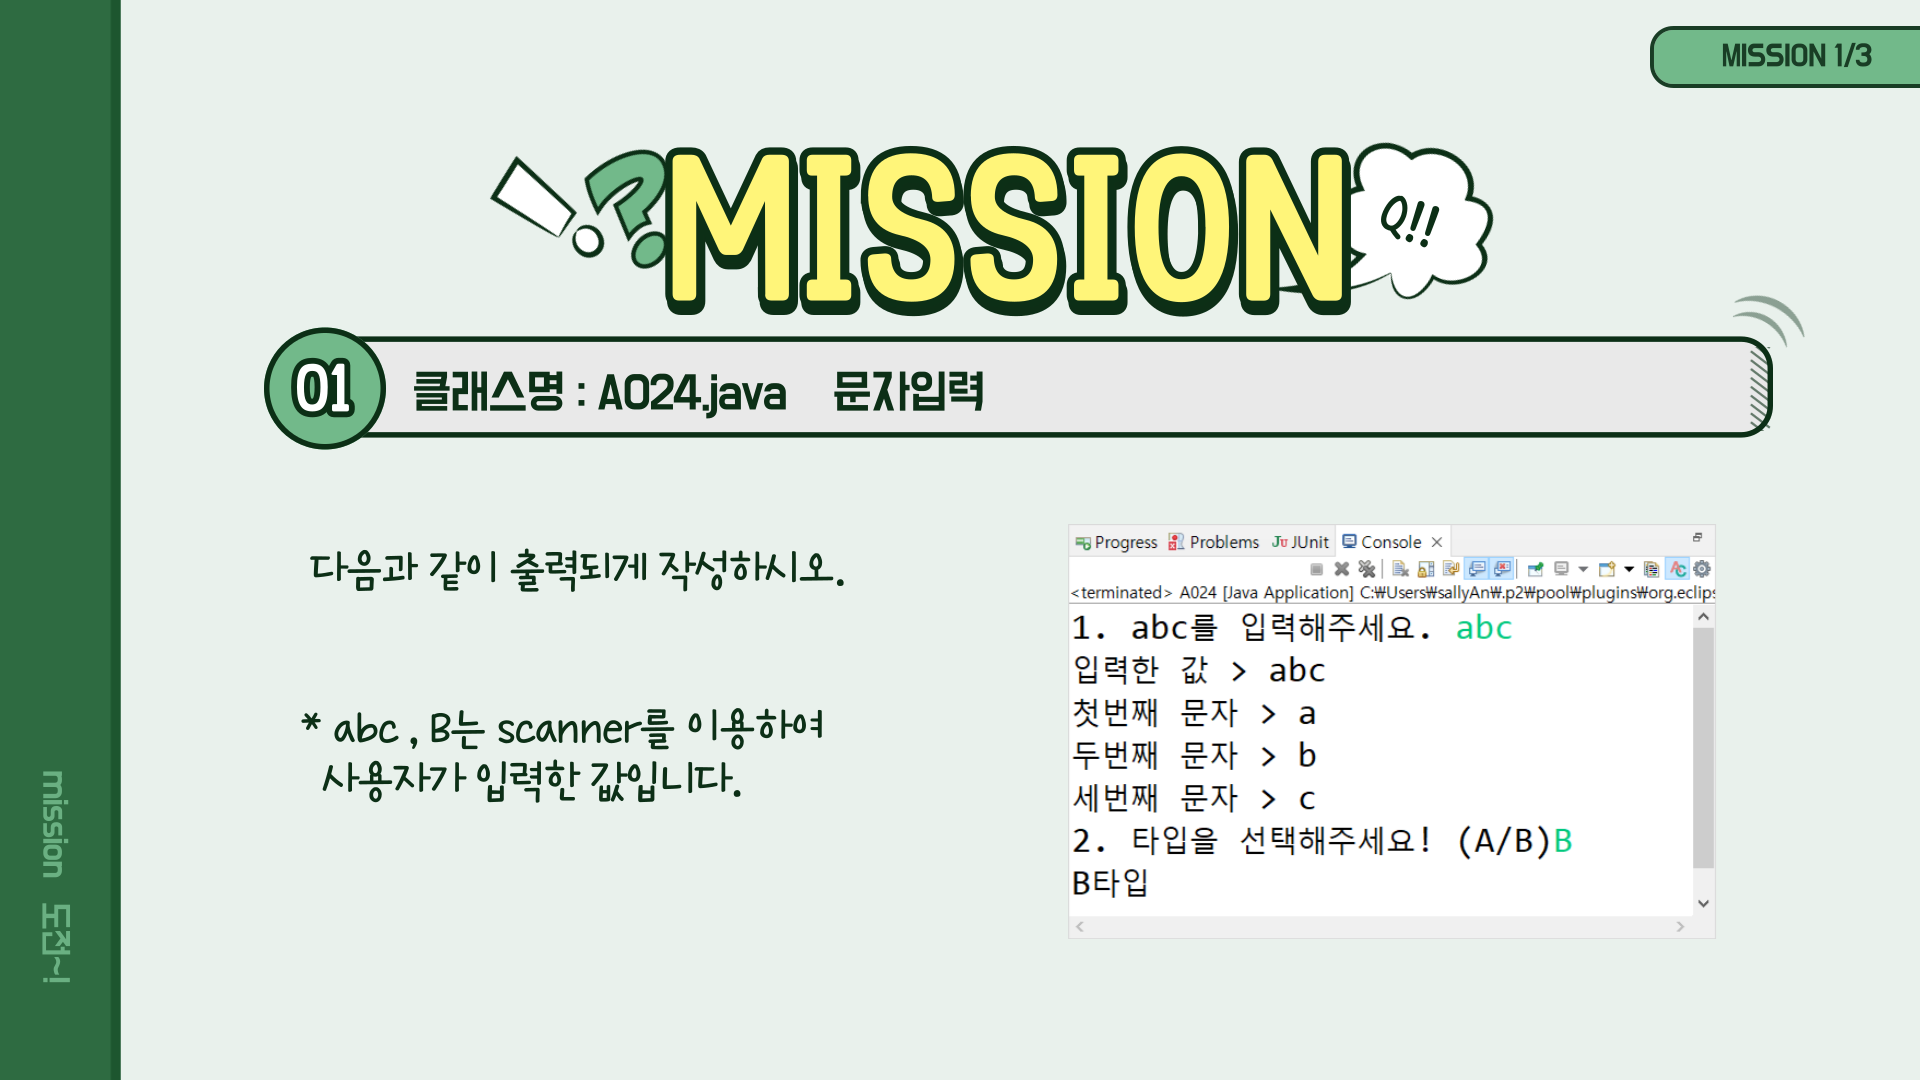 MISSION 1/3
MISSION
Q!!
01
클래스명 : A024.java 문자입력
다음과 같이 출력되게 작성하시오.
* abc , B는 scanner를 이용하여
사용자가 입력한 값입니다.
Progress Problems JUnit Console
<terminated> A024 [Java Application] C:₩Users₩sallyAn₩.p2₩pool₩plugins₩org.eclips
1. abc를 입력해주세요. abc
입력한 값 > abc
첫번째 문자 > a
두번째 문자 > b
세번째 문자 > c
2. 타입을 선택해주세요! (A/B)B
B타입
mission 도전~!